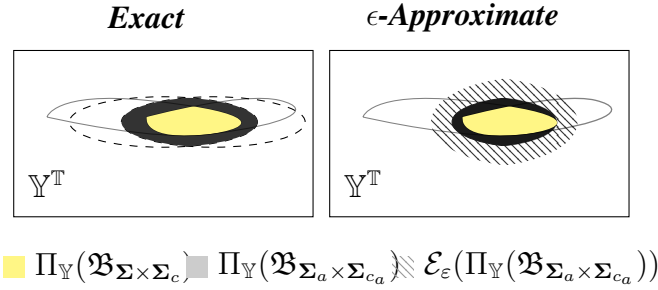 Exact ϵ-Approximate
𝕐^𝕋 𝕐^𝕋
Π_𝕐(𝔅_{𝚺×𝚺_c}) Π_𝕐(𝔅_{𝚺_a×𝚺_{c_a}}) ℰ_ε(Π_𝕐(𝔅_{𝚺_a×𝚺_{c_a}}))